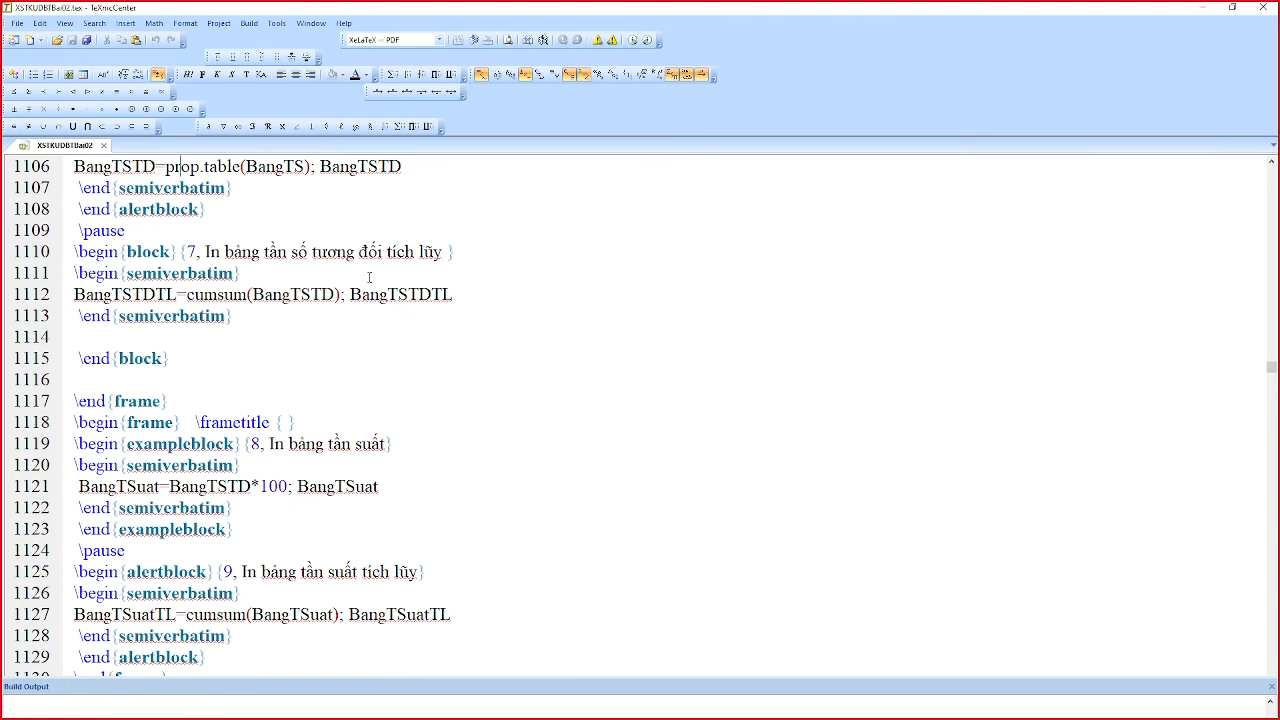 XSTKUDBTBai02.tex - TeXnicCenter
File Edit View Search Insert Math Format Project Build Tools Window Help
XeLaTeX = PDF
XSTKUDBTBai02
1106 BangTSTD=prop.table(BangTS); BangTSTD
1107 \end{semiverbatim}
1108 \end{alertblock}
1109 \pause
1110 \begin{block}{7, In bảng tần số tương đối tích lũy }
1111 \begin{semiverbatim}
1112 BangTSTDTL=cumsum(BangTSTD); BangTSTDTL
1113 \end{semiverbatim}
1114
1115 \end{block}
1116
1117 \end{frame}
1118 \begin{frame} \frametitle { }
1119 \begin{exampleblock}{8, In bảng tần suất}
1120 \begin{semiverbatim}
1121 BangTSuat=BangTSTD*100; BangTSuat
1122 \end{semiverbatim}
1123 \end{exampleblock}
1124 \pause
1125 \begin{alertblock}{9, In bảng tần suất tích lũy}
1126 \begin{semiverbatim}
1127 BangTSuatTL=cumsum(BangTSuat); BangTSuatTL
1128 \end{semiverbatim}
1129 \end{alertblock}
Build Output